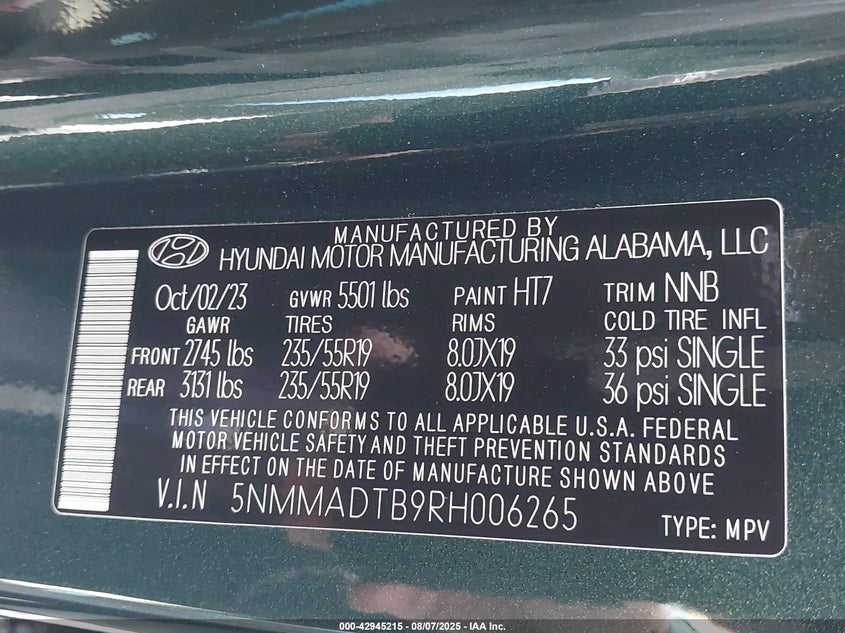 MANUFACTURED BY
HYUNDAI MOTOR MANUFACTURING ALABAMA, LLC
Oct/02/23 GVWR 5501 lbs PAINT HT7 TRIM NNB
GAWR TIRES RIMS COLD TIRE INFL
FRONT 2745 lbs 235/55R19 8.0JX19 33 psi SINGLE
REAR 3131 lbs 235/55R19 8.0JX19 36 psi SINGLE
THIS VEHICLE CONFORMS TO ALL APPLICABLE U.S.A. FEDERAL
MOTOR VEHICLE SAFETY AND THEFT PREVENTION STANDARDS
IN EFFECT ON THE DATE OF MANUFACTURE SHOWN ABOVE
V.I.N 5NMMADTB9RH006265
TYPE: MPV
000-42945215 - 08/07/2025 - IAA Inc.